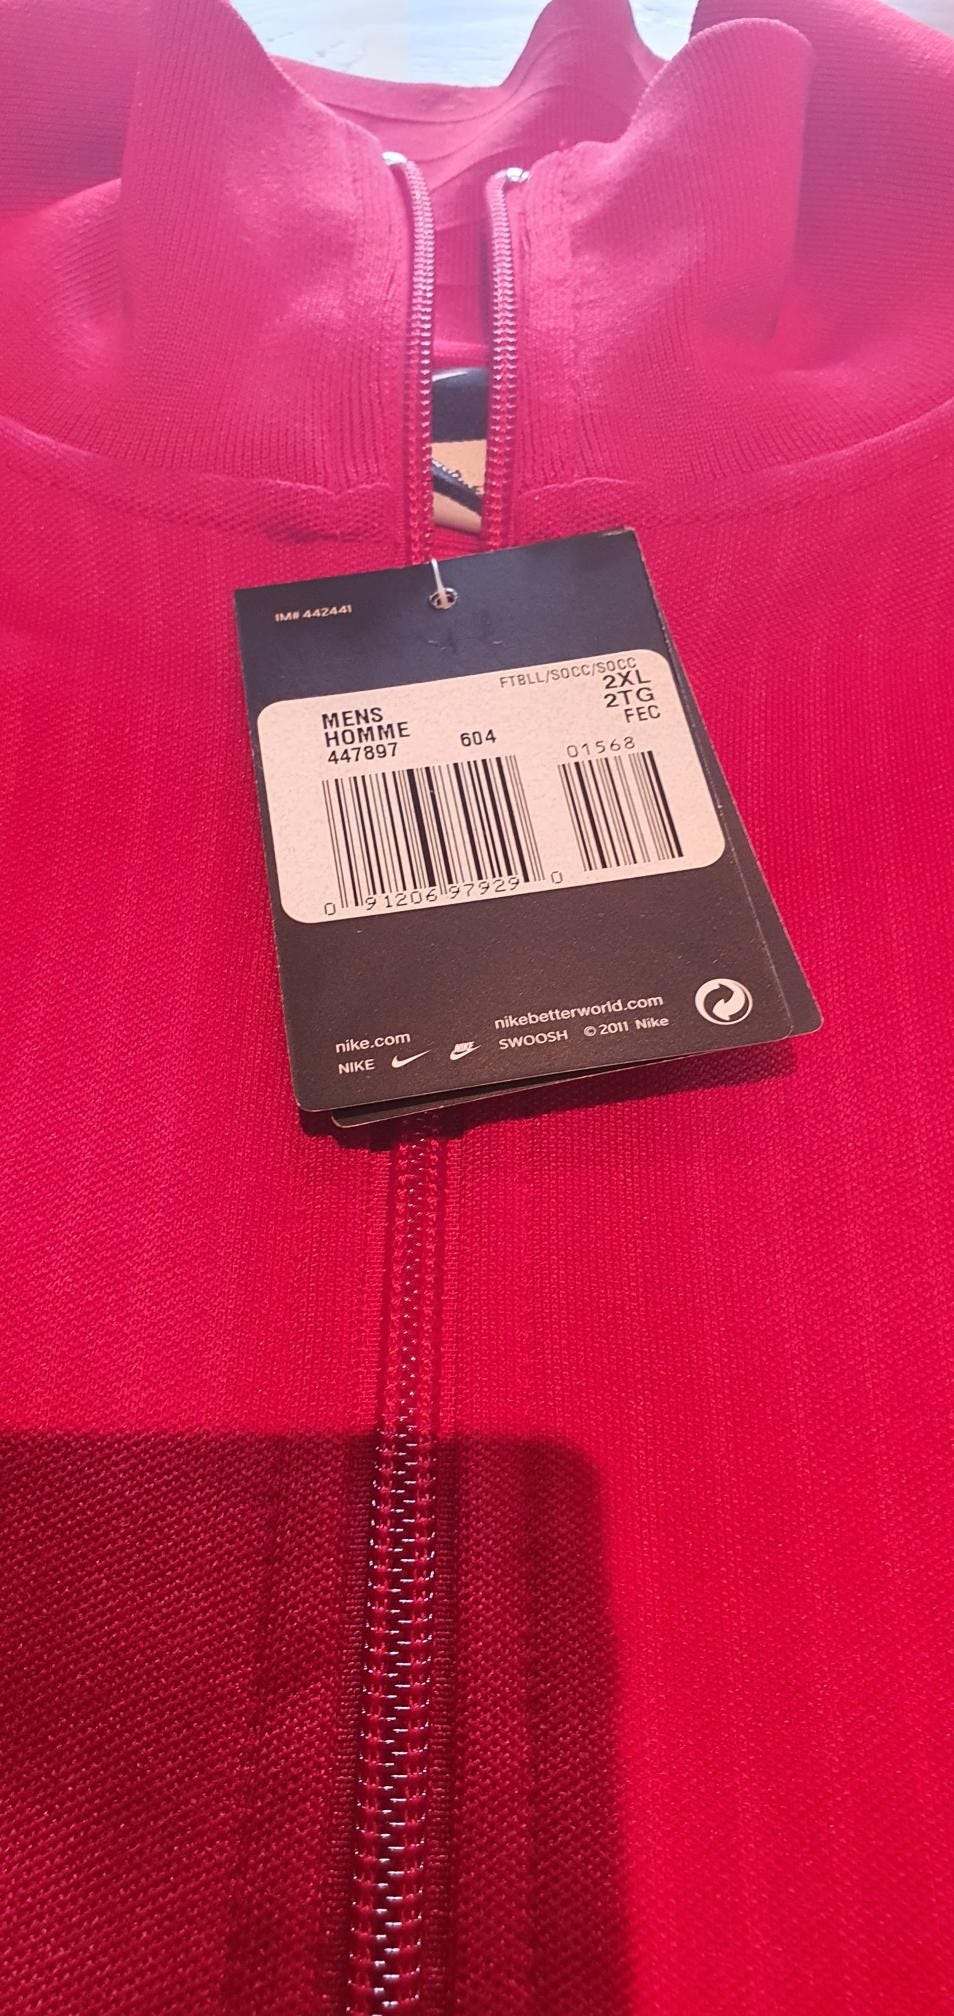 IM# 442441
FTBLL/SOCC/SOCC
MENS 2XL
HOMME 2TG
447897 604 FEC
01568
0 91206 97929 0
nike.com nikebetterworld.com
NIKE SWOOSH © 2011 Nike